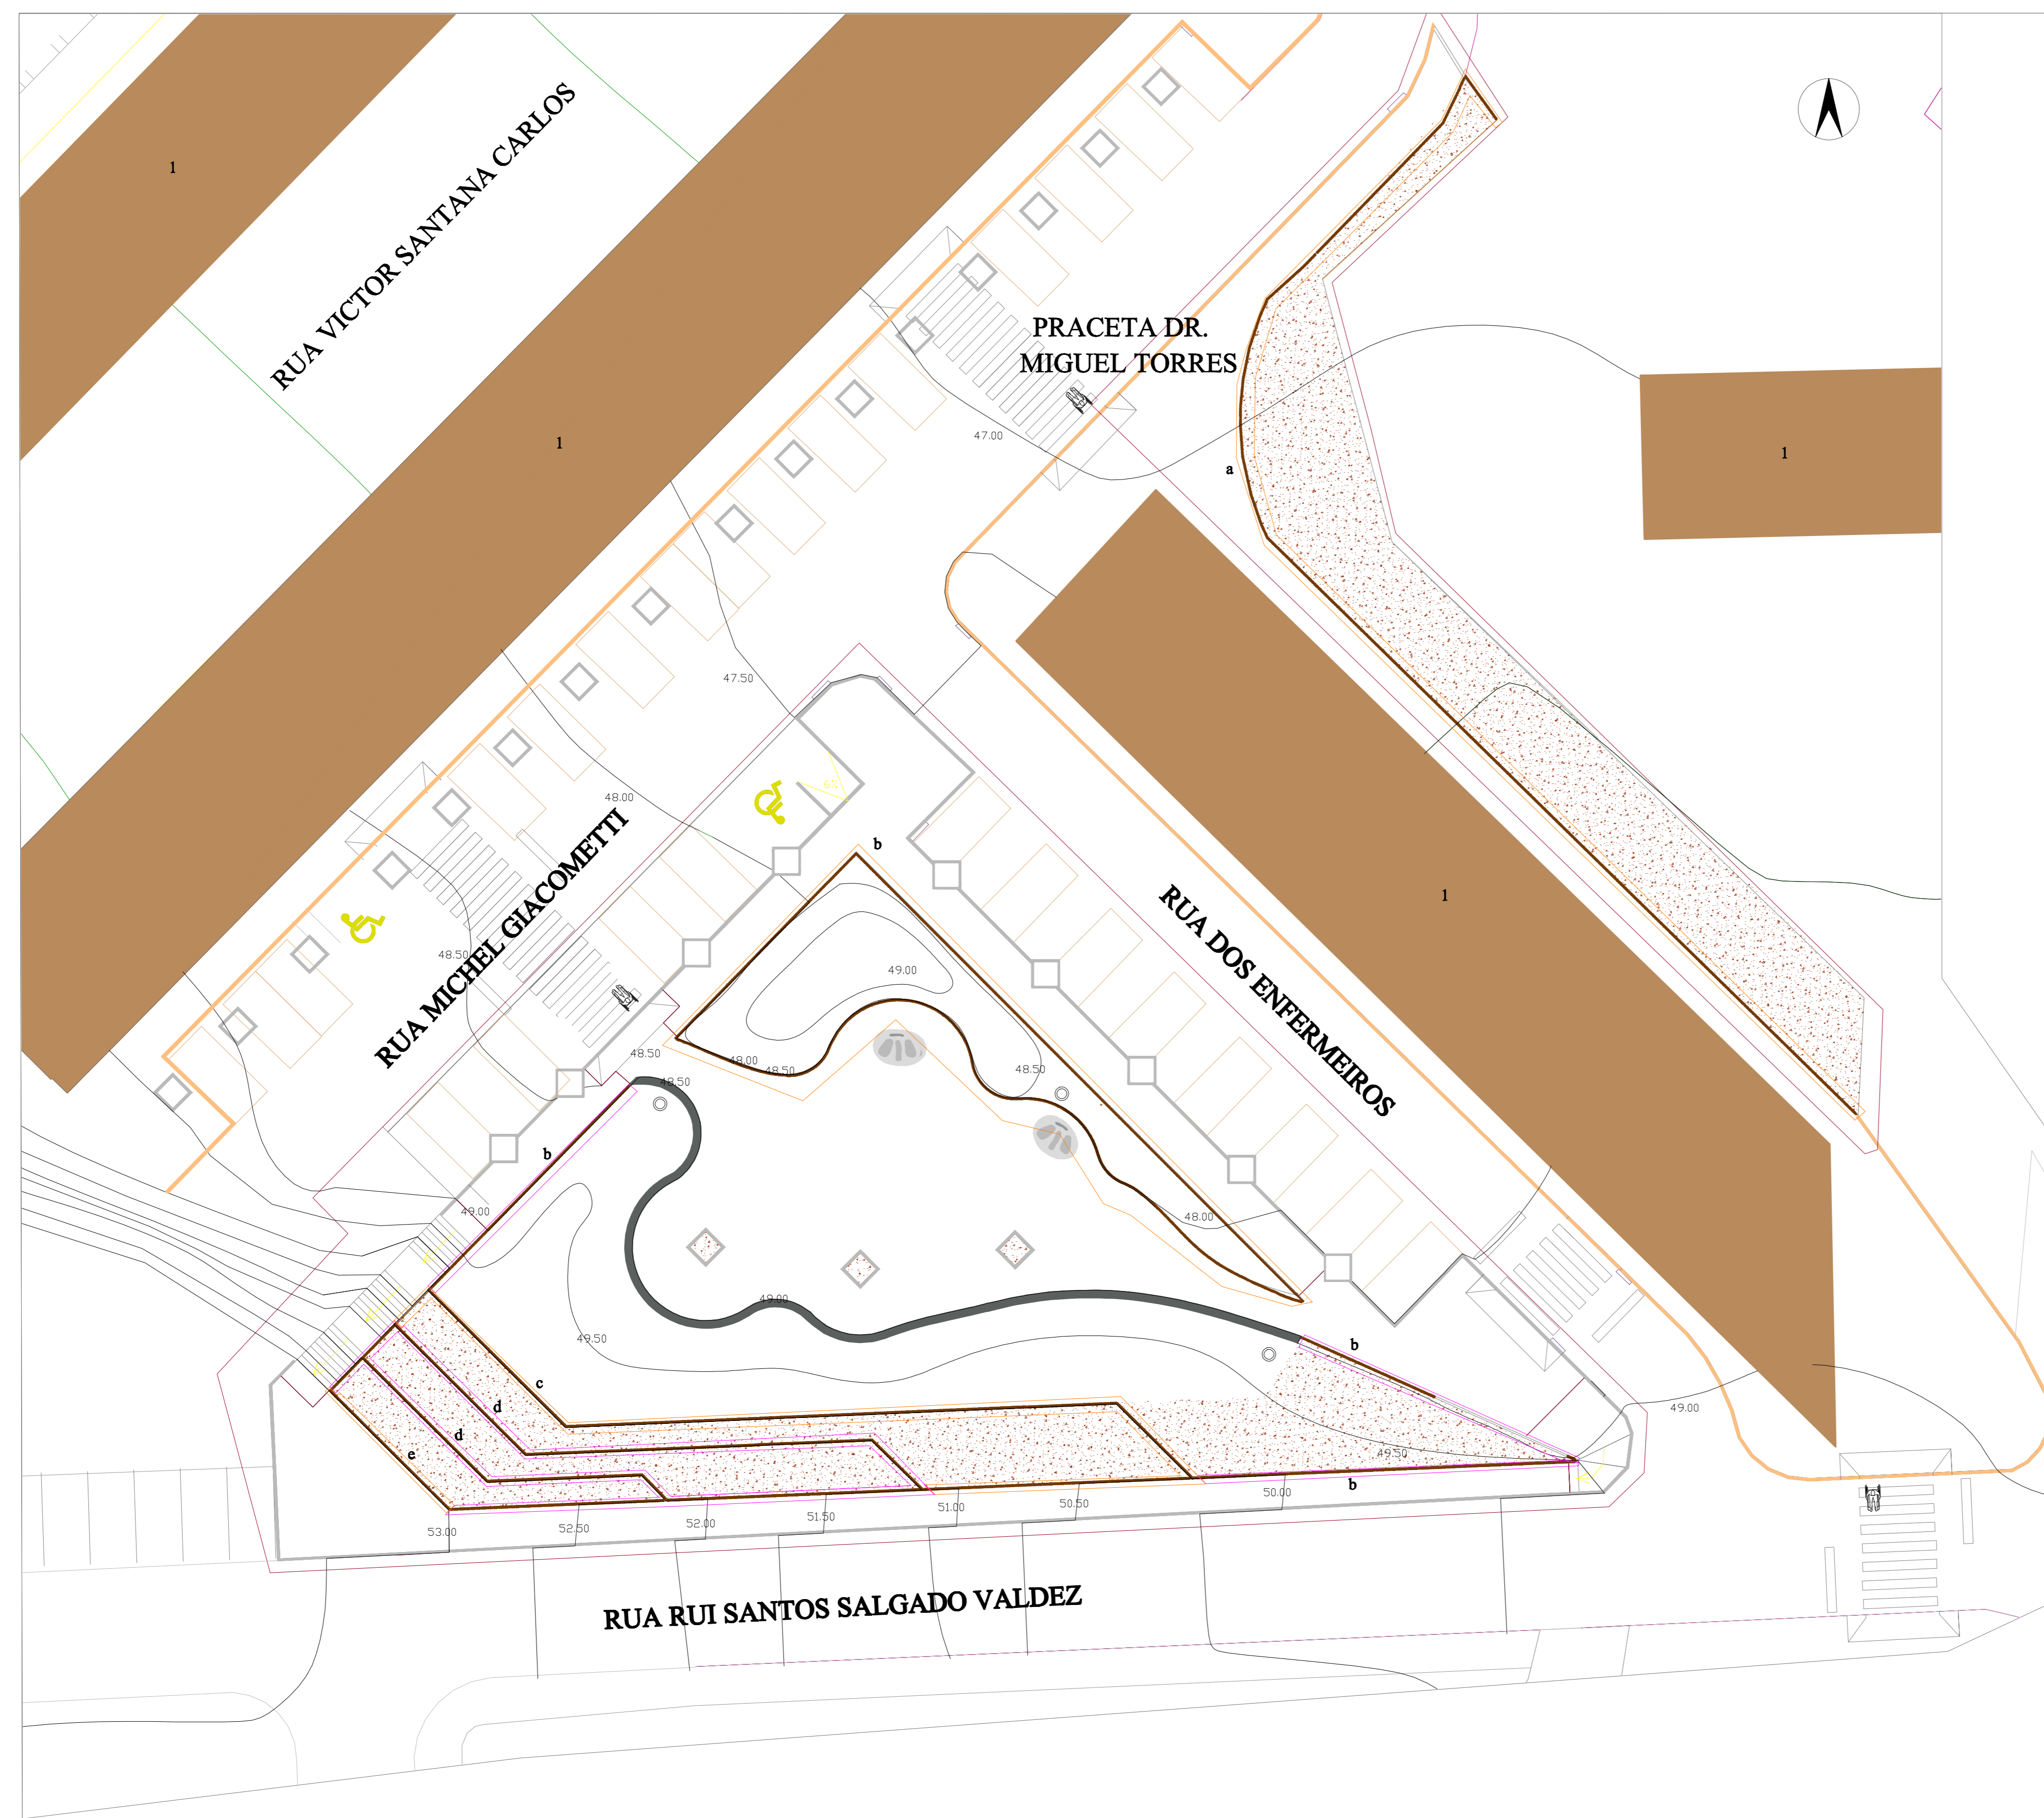 RUA VICTOR SANTANA CARLOS
1
1
PRACETA DR.
MIGUEL TORRES
47.00
a
1
47.50
6%
48.00
b
RUA MICHEL GIACOMETTI
48.50
49.00
RUA DOS ENFERMEIROS
1
48.50
48.00
48.50
48.50
48.50
b
49.00
48.00
49.00
49.50
b
c
d
d
e
49.00
49.50
b
53.00
52.50
52.00
51.50
51.00
50.50
50.00
RUA RUI SANTOS SALGADO VALDEZ